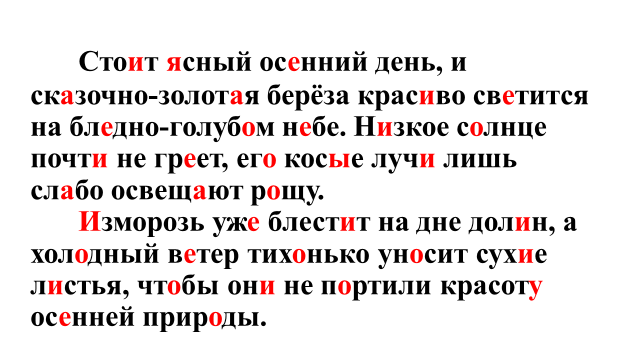 Стоит ясный осенний день, и
сказочно-золотая берёза красиво светится
на бледно-голубом небе. Низкое солнце
почти не греет, его косые лучи лишь
слабо освещают рощу.
Изморозь уже блестит на дне долин, а
холодный ветер тихонько уносит сухие
листья, чтобы они не портили красоту
осенней природы.